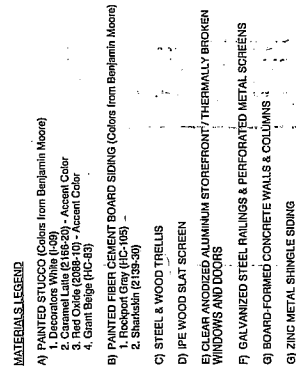 MATERIALS LEGEND
A) PAINTED STUCCO (Colors from Benjamin Moore)
1. Decorators White (I-09)
2. Caramel Latte (2166-20) - Accent Color
3. Red Oxide (2088-10) - Accent Color
4. Grant Beige (HC-83)
B) PAINTED FIBER CEMENT BOARD SIDING (Colors from Benjamin Moore)
1. Rockport Gray (HC-105)
2. Sharkskin (2139-30)
C) STEEL & WOOD TRELLIS
D) IPE WOOD SLAT SCREEN
E) CLEAR ANODIZED ALUMINUM STOREFRONT / THERMALLY BROKEN
WINDOWS AND DOORS
F) GALVANIZED STEEL RAILINGS & PERFORATED METAL SCREENS
G) BOARD-FORMED CONCRETE WALLS & COLUMNS
G) ZINC METAL SHINGLE SIDING